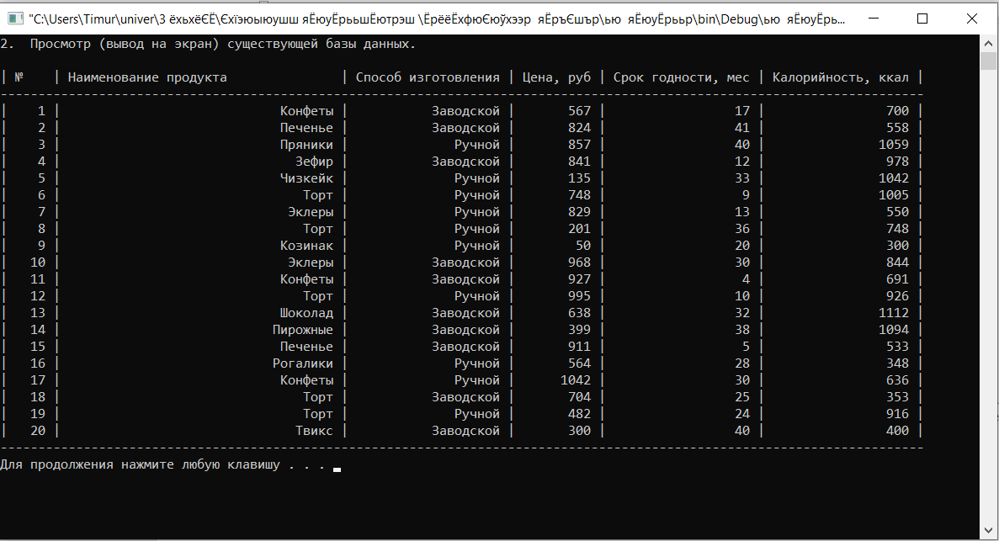 "C:\Users\Timur\univer\3 ёхьхёЄЁ\Єхїэюыюушш яЁюуЁрьшЁютрэш \ЁрёёЁхфюЄюўхээр  яЁръЄшър\ью  яЁюуЁрьр\bin\Debug\ью  яЁюуЁрь...
2.  Просмотр (вывод на экран) существующей базы данных.
| №    | Наименование продукта               | Способ изготовления | Цена, руб | Срок годности, мес | Калорийность, ккал |
|    1 | Конфеты | Заводской | 567 | 17 | 700 |
|    2 | Печенье | Заводской | 824 | 41 | 558 |
|    3 | Пряники | Ручной | 857 | 40 | 1059 |
|    4 | Зефир | Заводской | 841 | 12 | 978 |
|    5 | Чизкейк | Ручной | 135 | 33 | 1042 |
|    6 | Торт | Ручной | 748 | 9 | 1005 |
|    7 | Эклеры | Ручной | 829 | 13 | 550 |
|    8 | Торт | Ручной | 201 | 36 | 748 |
|    9 | Козинак | Ручной | 50 | 20 | 300 |
|   10 | Эклеры | Заводской | 968 | 30 | 844 |
|   11 | Конфеты | Заводской | 927 | 4 | 691 |
|   12 | Торт | Ручной | 995 | 10 | 926 |
|   13 | Шоколад | Заводской | 638 | 32 | 1112 |
|   14 | Пирожные | Заводской | 399 | 38 | 1094 |
|   15 | Печенье | Заводской | 911 | 5 | 533 |
|   16 | Рогалики | Ручной | 564 | 28 | 348 |
|   17 | Конфеты | Ручной | 1042 | 30 | 636 |
|   18 | Торт | Заводской | 704 | 25 | 353 |
|   19 | Торт | Ручной | 482 | 24 | 916 |
|   20 | Твикс | Заводской | 300 | 40 | 400 |
Для продолжения нажмите любую клавишу . . .